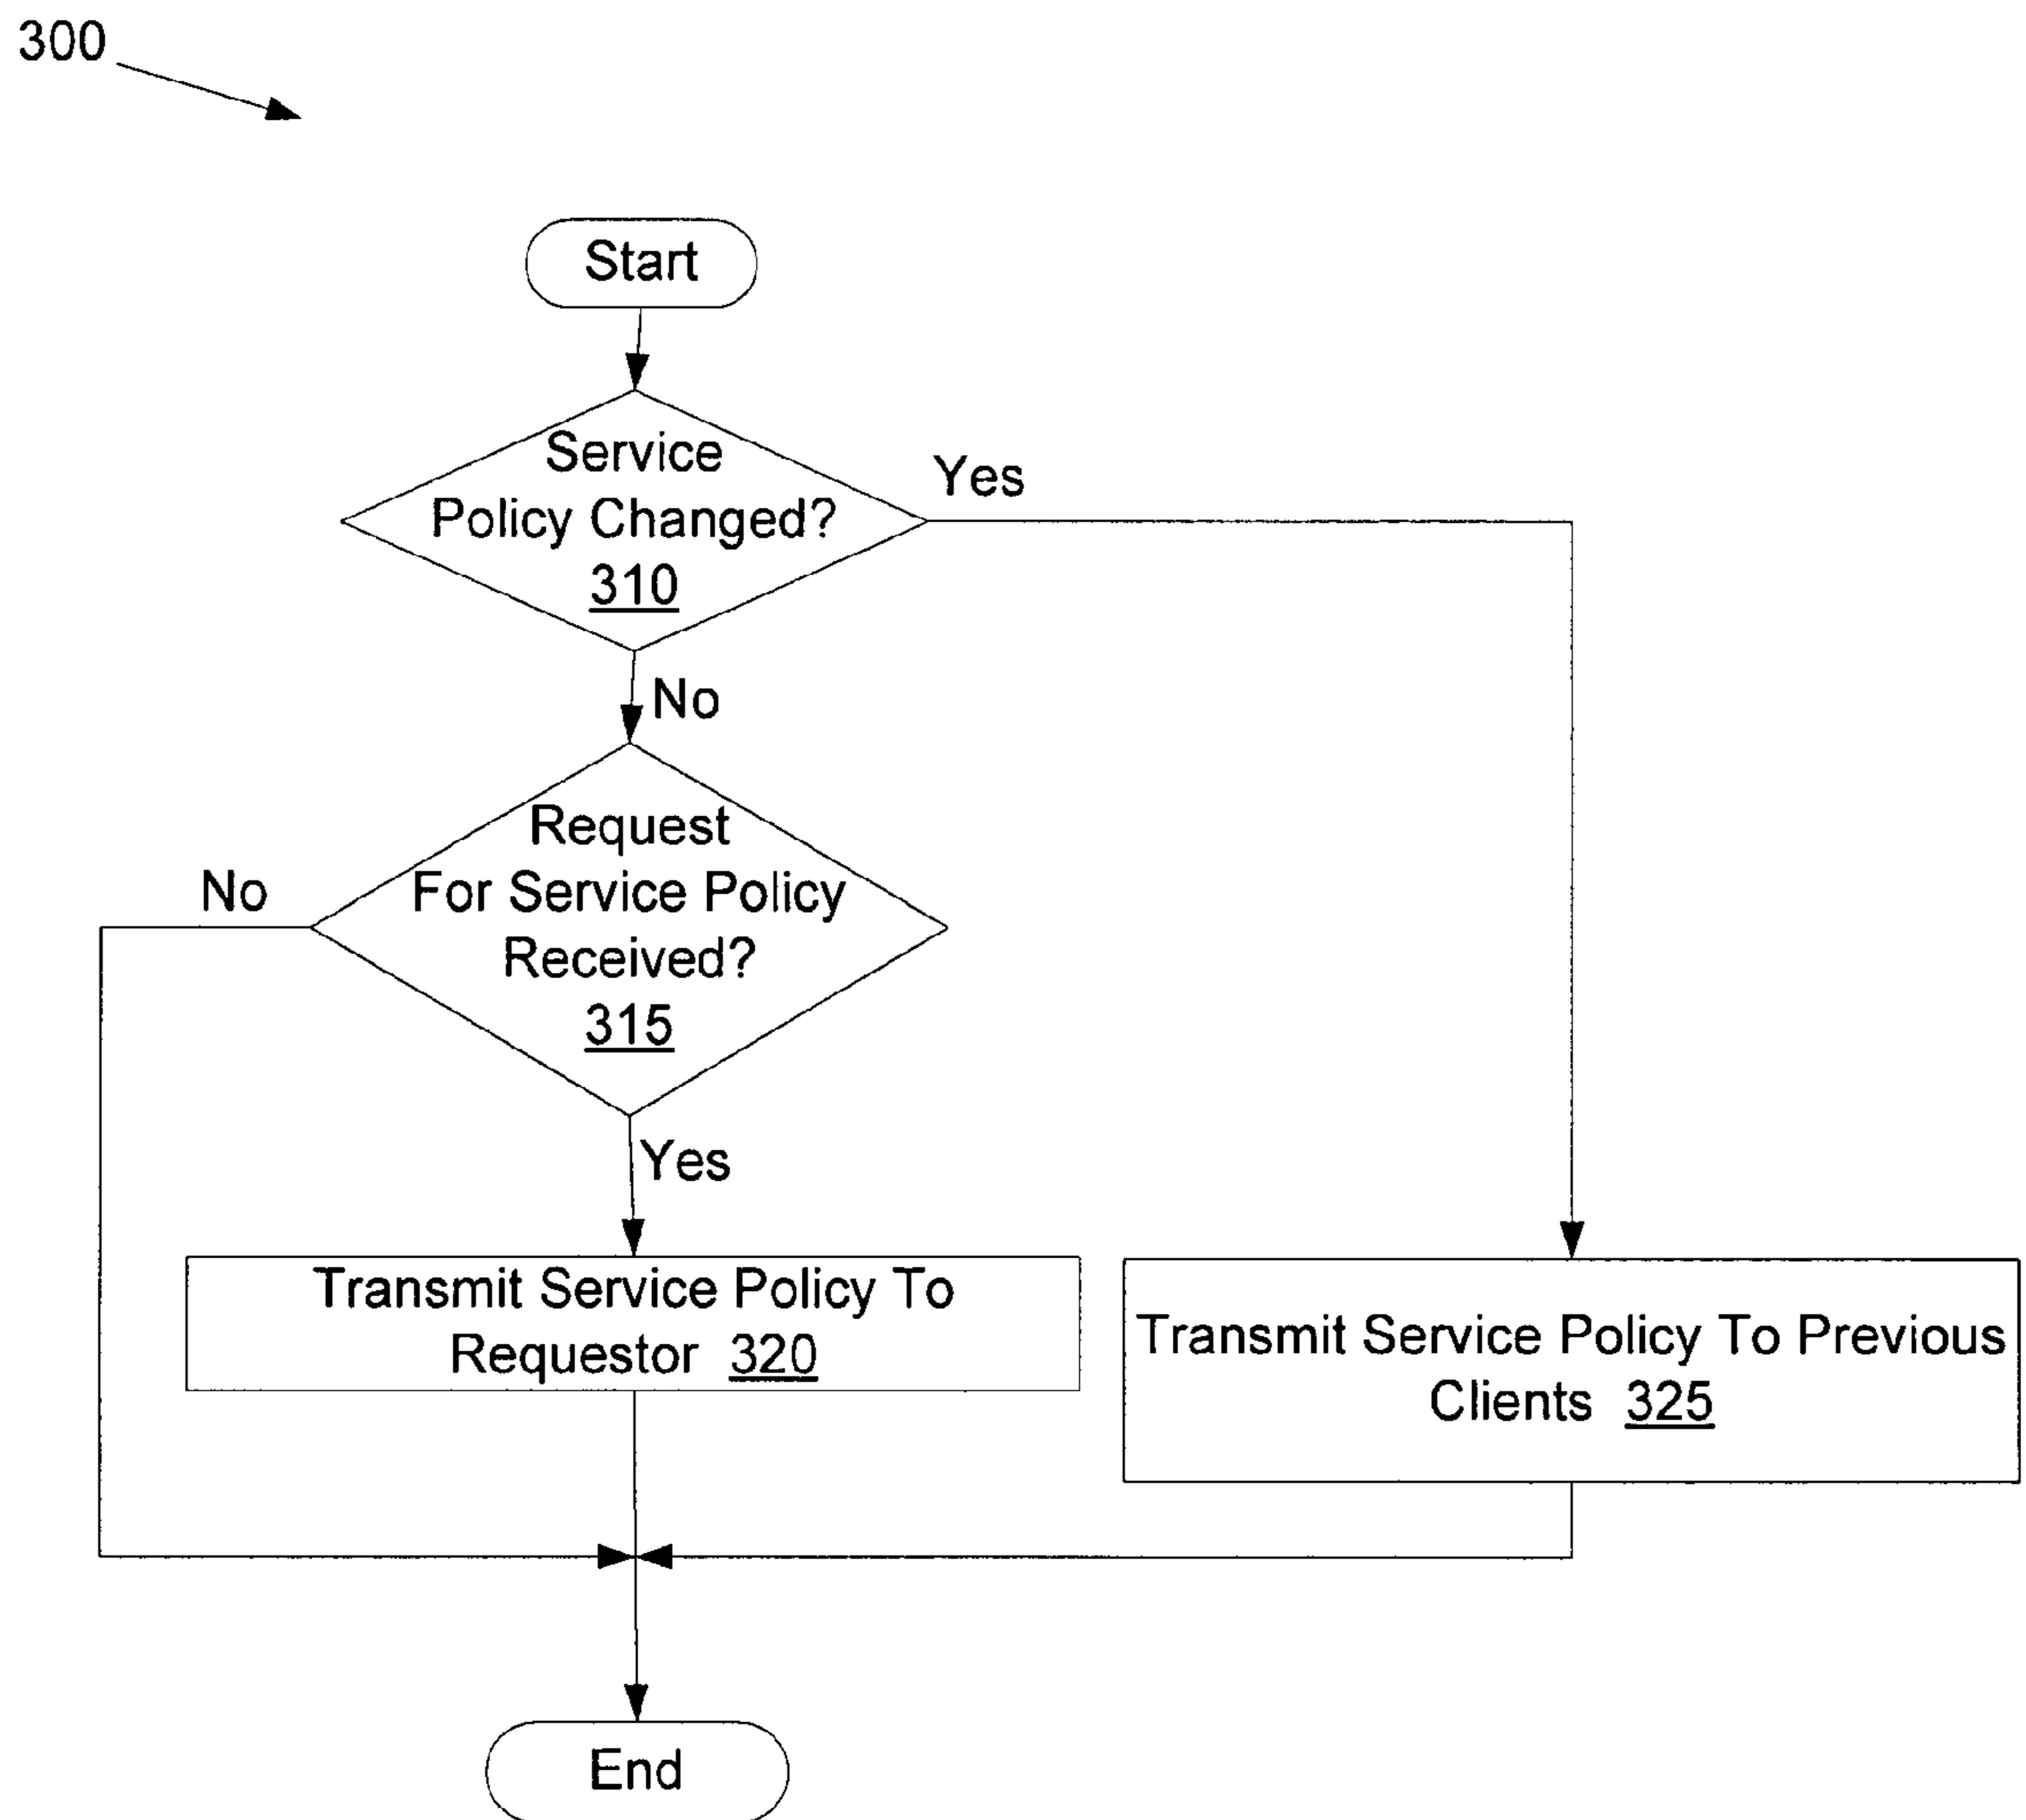 300
Start
Service
Policy Changed?
310
Yes
No
Request
For Service Policy
Received?
315
No
Yes
Transmit Service Policy To
Requestor 320
Transmit Service Policy To Previous
Clients 325
End